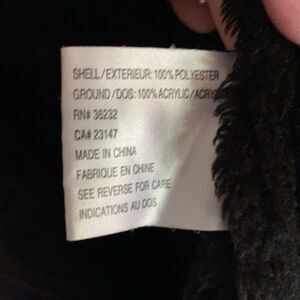 SHELL/EXTERIEUR: 100% POLYESTER
GROUND/DOS: 100% ACRYLIC/ACRY
RN# 36232
CA# 23147
MADE IN CHINA
FABRIQUE EN CHINE
SEE REVERSE FOR CARE
INDICATIONS AU DOS